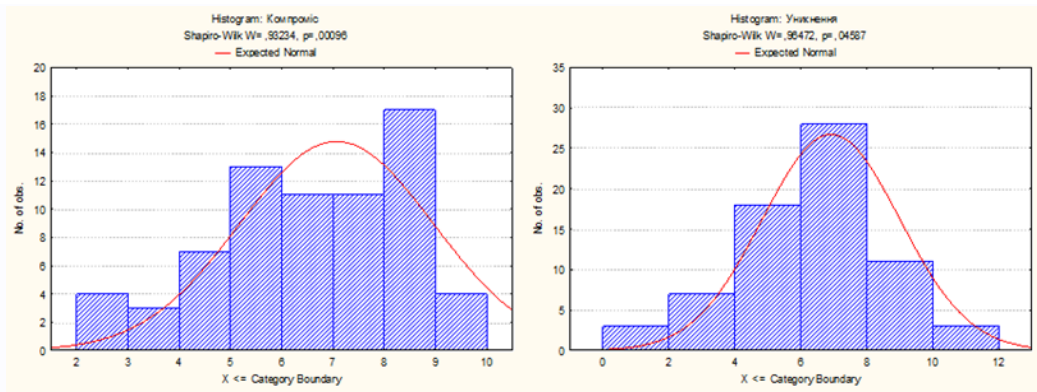 Histogram: Компроміс
Shapiro-Wilk W=,93234, p=,00096
Expected Normal
20
18
16
14
12
10
8
6
4
2
0
No. of obs.
2 3 4 5 6 7 8 9 10
X <= Category Boundary
Histogram: Уникнення
Shapiro-Wilk W=,96472, p=,04587
Expected Normal
35
30
25
20
15
10
5
0
No. of obs.
0 2 4 6 8 10 12
X <= Category Boundary